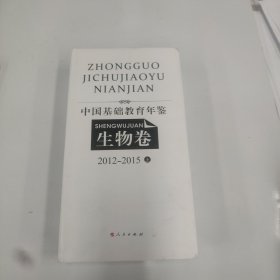 ZHONGGUO
JICHUJIAOYU
NIANJIAN
中国基础教育年鉴
SHENGWUJUAN
生物卷
2012-2015 上
人民出版社